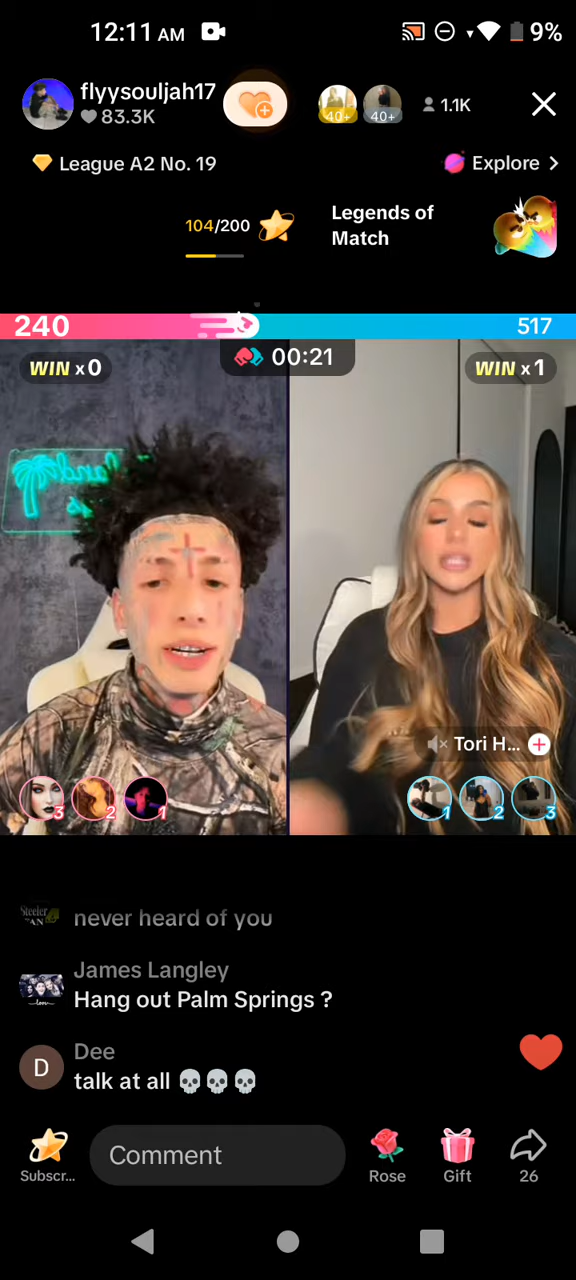 12:11 AM
9%
flyysouljah17
83.3K
40+
40+
1.1K
League A2 No. 19
Explore >
104/200
Legends of
Match
240
517
WIN x 0
00:21
WIN x 1
Tori H...
3
2
1
1
2
3
never heard of you
James Langley
Hang out Palm Springs ?
D
Dee
talk at all 💀💀💀
Subscr...
Comment
Rose
Gift
26